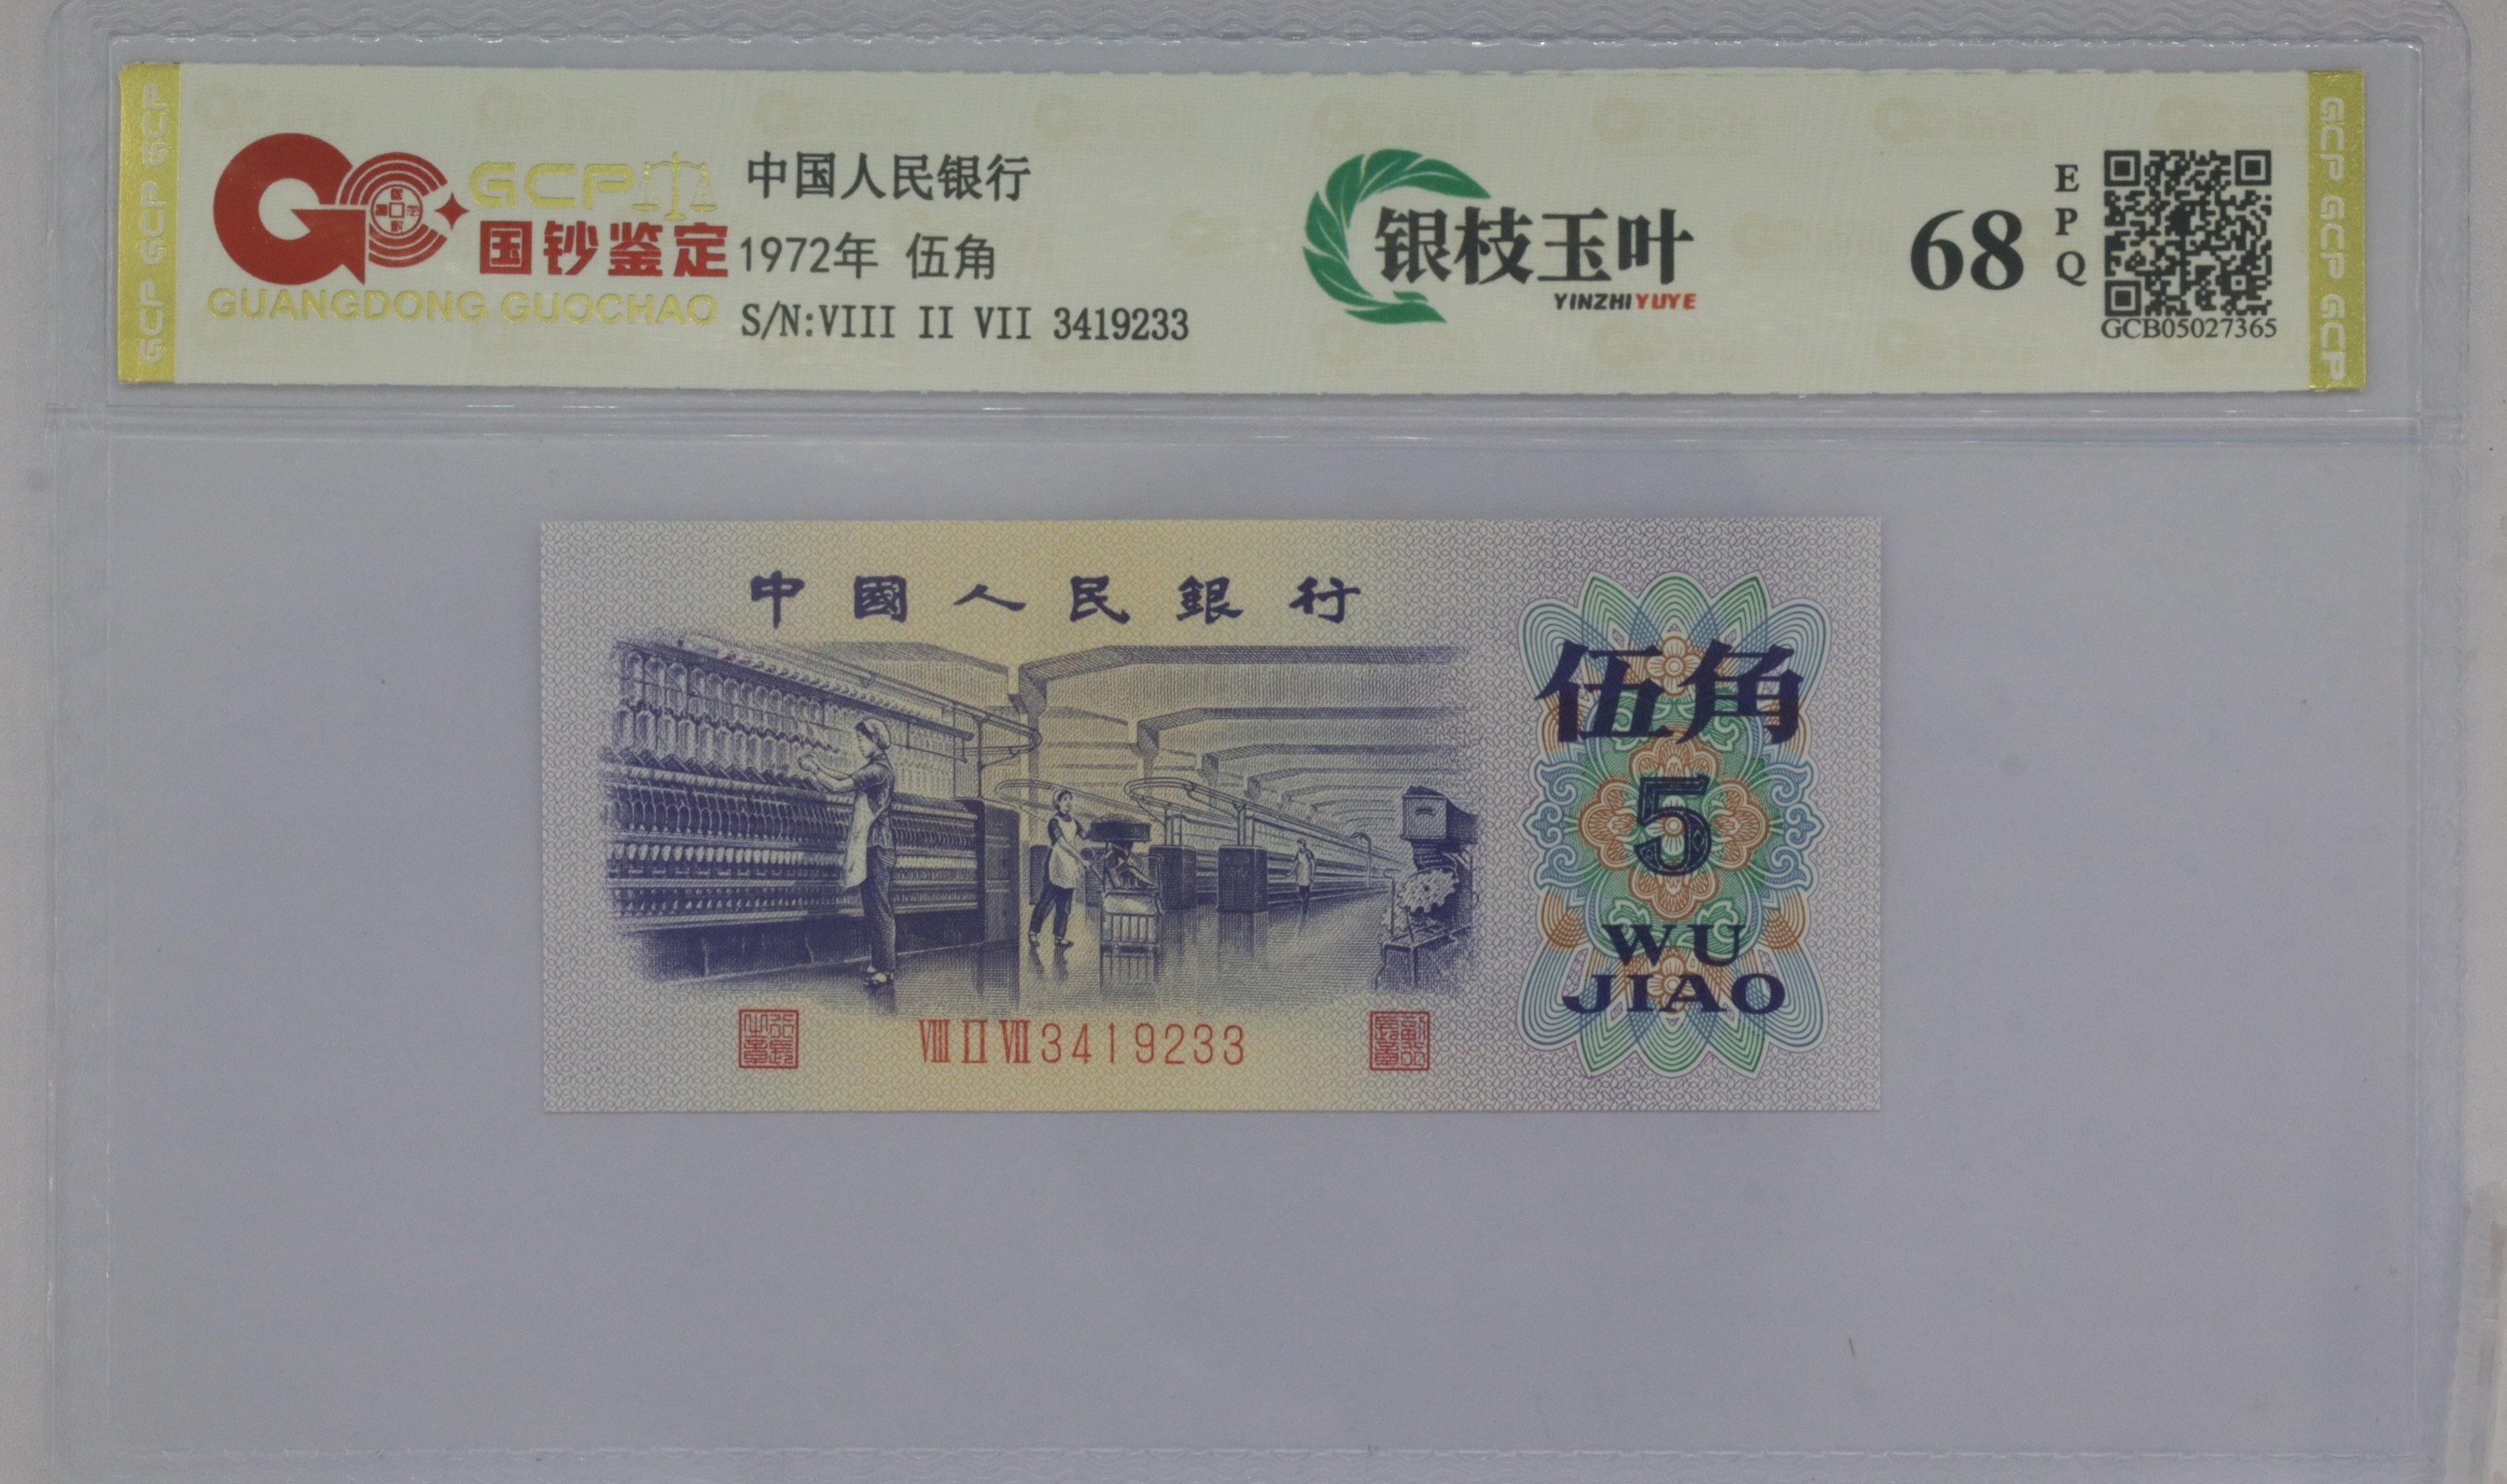 GCP GCP GCP
GCP
国钞鉴定
GUANGDONG GUOCHAO
中国人民银行
1972年 伍角
S/N:VIII II VII 3419233
银枝玉叶
YINZHIYUYE
68
EPQ
GCB05027365
GCP GCP GCP
中國人民銀行
伍角
5
WU
JIAO
VIII II VII 3419233